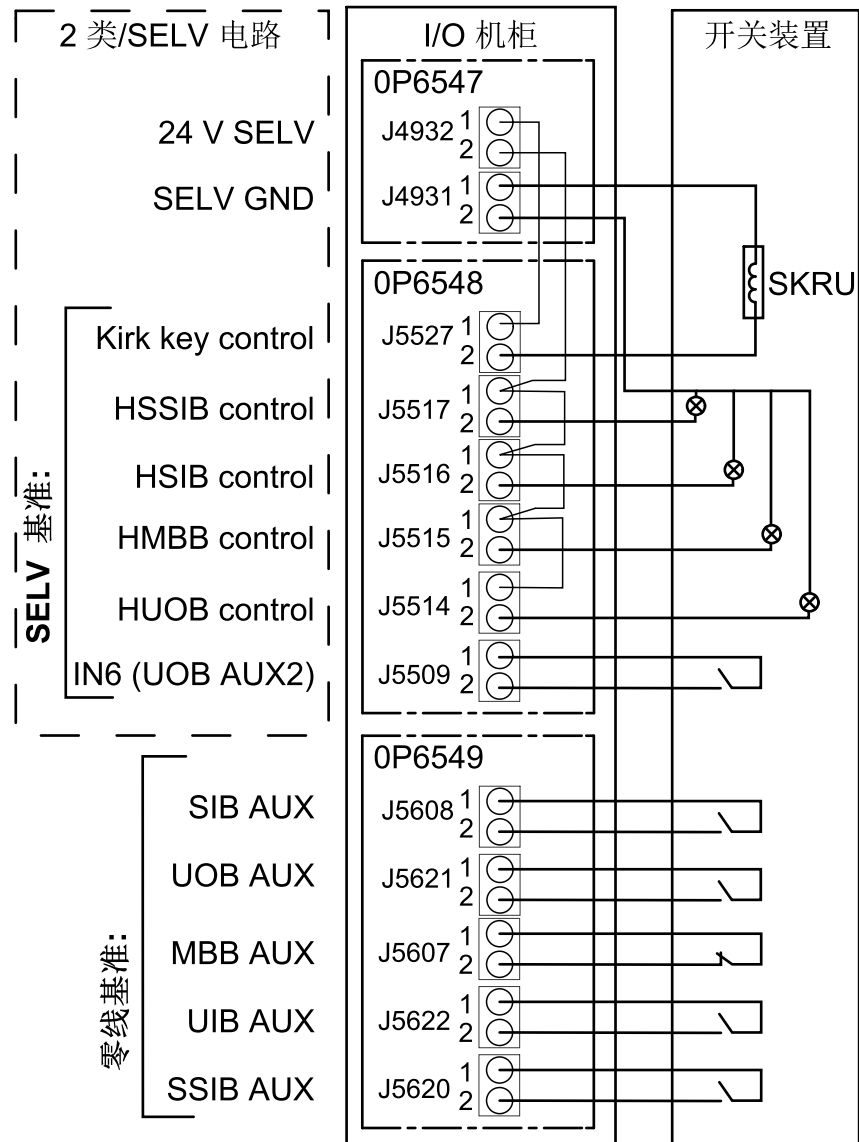 2 类/SELV 电路
I/O 机柜
开关装置
0P6547
24 V SELV
J4932 1
2
SELV GND
J4931 1
2
0P6548
SKRU
SELV 基准:
Kirk key control
J5527 1
2
HSSIB control
J5517 1
2
HSIB control
J5516 1
2
HMBB control
J5515 1
2
HUOB control
J5514 1
2
IN6 (UOB AUX2)
J5509 1
2
0P6549
零线基准:
SIB AUX
J5608 1
2
UOB AUX
J5621 1
2
MBB AUX
J5607 1
2
UIB AUX
J5622 1
2
SSIB AUX
J5620 1
2